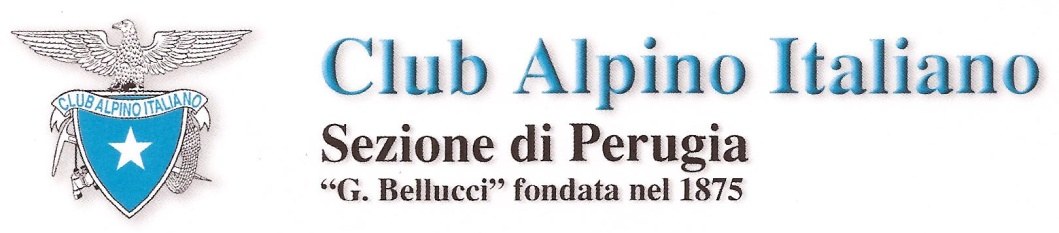 CLUB ALPINO ITALIANO
Club Alpino Italiano
Sezione di Perugia
“G. Bellucci” fondata nel 1875